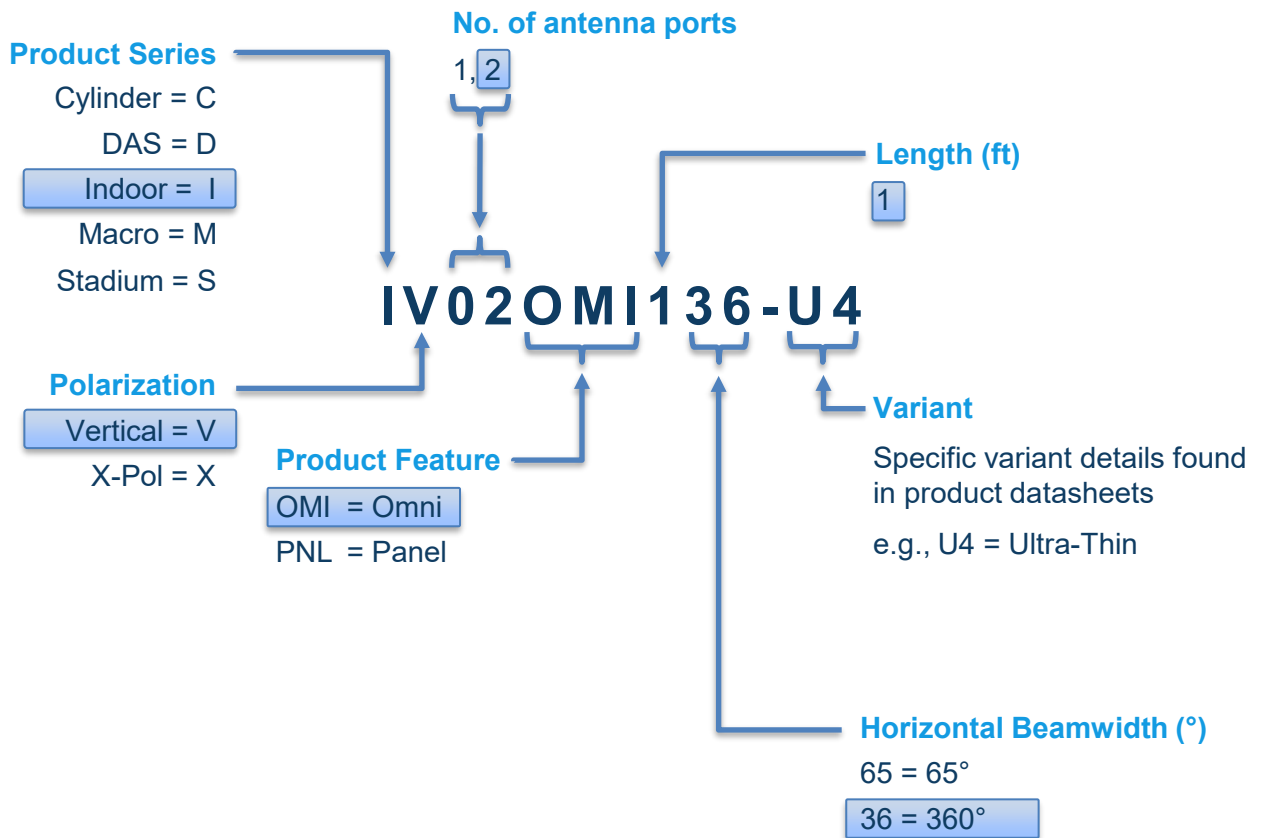 No. of antenna ports
1, 2
Product Series
Cylinder = C
DAS = D
Indoor = I
Macro = M
Stadium = S
Length (ft)
1
IV02OMI136-U4
Polarization
Vertical = V
X-Pol = X
Product Feature
OMI = Omni
PNL = Panel
Variant
Specific variant details found
in product datasheets
e.g., U4 = Ultra-Thin
Horizontal Beamwidth (°)
65 = 65°
36 = 360°